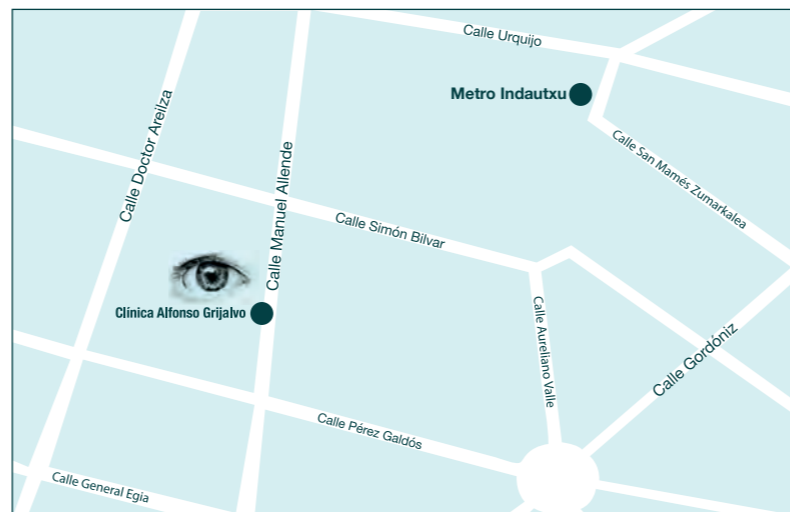 Calle Urquijo
Metro Indautxu
Calle Doctor Areilza
Calle San Mamés Zumarkalea
Calle Manuel Allende
Calle Simón Bilvar
Clínica Alfonso Grijalvo
Calle Aureliano Valle
Calle Gordóniz
Calle Pérez Galdós
Calle General Egía